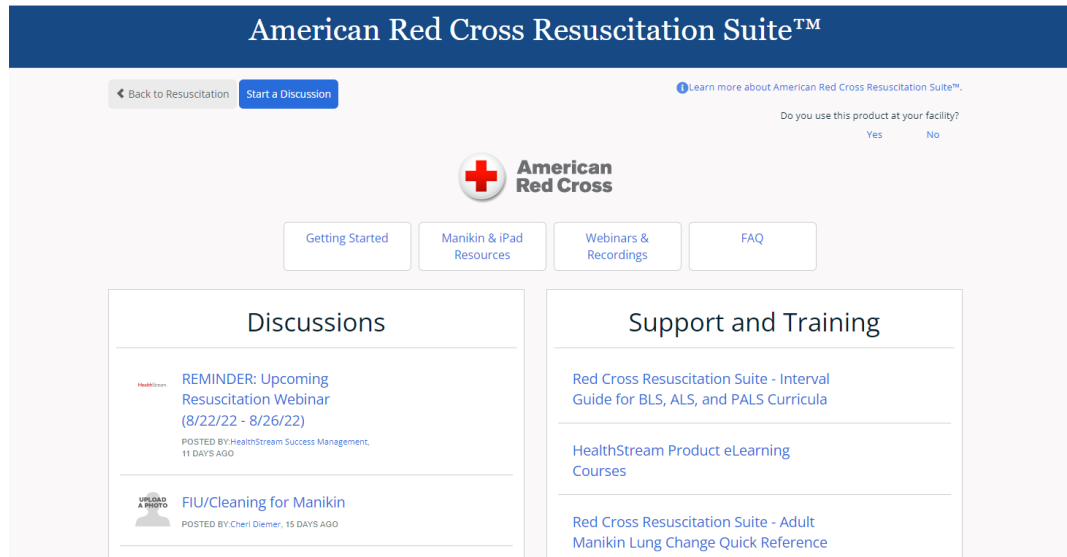 American Red Cross Resuscitation Suite™
Back to Resuscitation
Start a Discussion
Learn more about American Red Cross Resuscitation Suite™.
Do you use this product at your facility?
Yes No
American
Red Cross
Getting Started
Manikin & iPad
Resources
Webinars &
Recordings
FAQ
Discussions
HealthStream
REMINDER: Upcoming
Resuscitation Webinar
(8/22/22 - 8/26/22)
POSTED BY:HealthStream Success Management,
11 DAYS AGO
UPLOAD
A PHOTO
FIU/Cleaning for Manikin
POSTED BY:Cheri Diemer, 15 DAYS AGO
Support and Training
Red Cross Resuscitation Suite - Interval
Guide for BLS, ALS, and PALS Curricula
HealthStream Product eLearning
Courses
Red Cross Resuscitation Suite - Adult
Manikin Lung Change Quick Reference